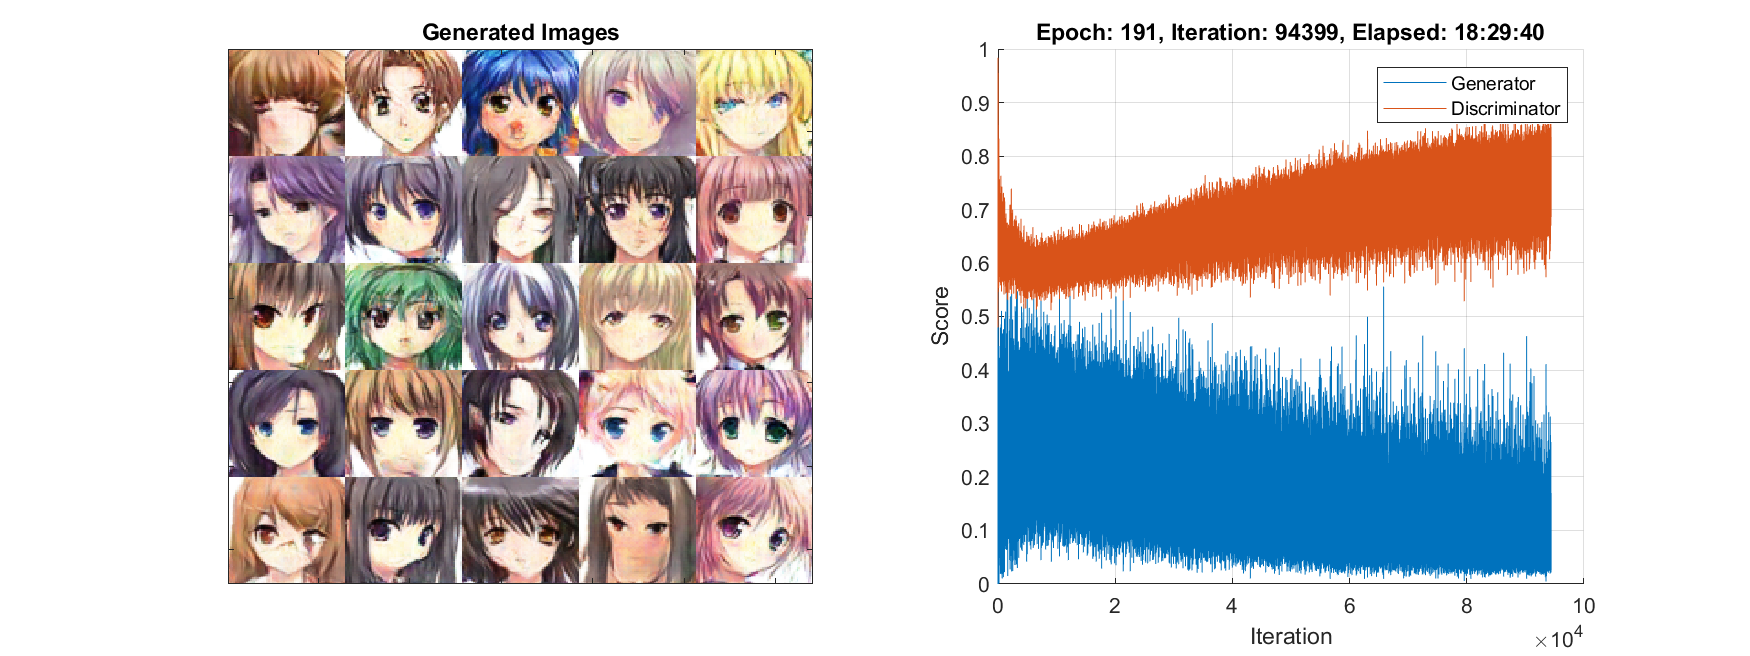 Generated Images
Epoch: 191, Iteration: 94399, Elapsed: 18:29:40
Generator
Discriminator
1
0.9
0.8
0.7
0.6
0.5
0.4
0.3
0.2
0.1
0
Score
0 2 4 6 8 10
Iteration
×10⁴